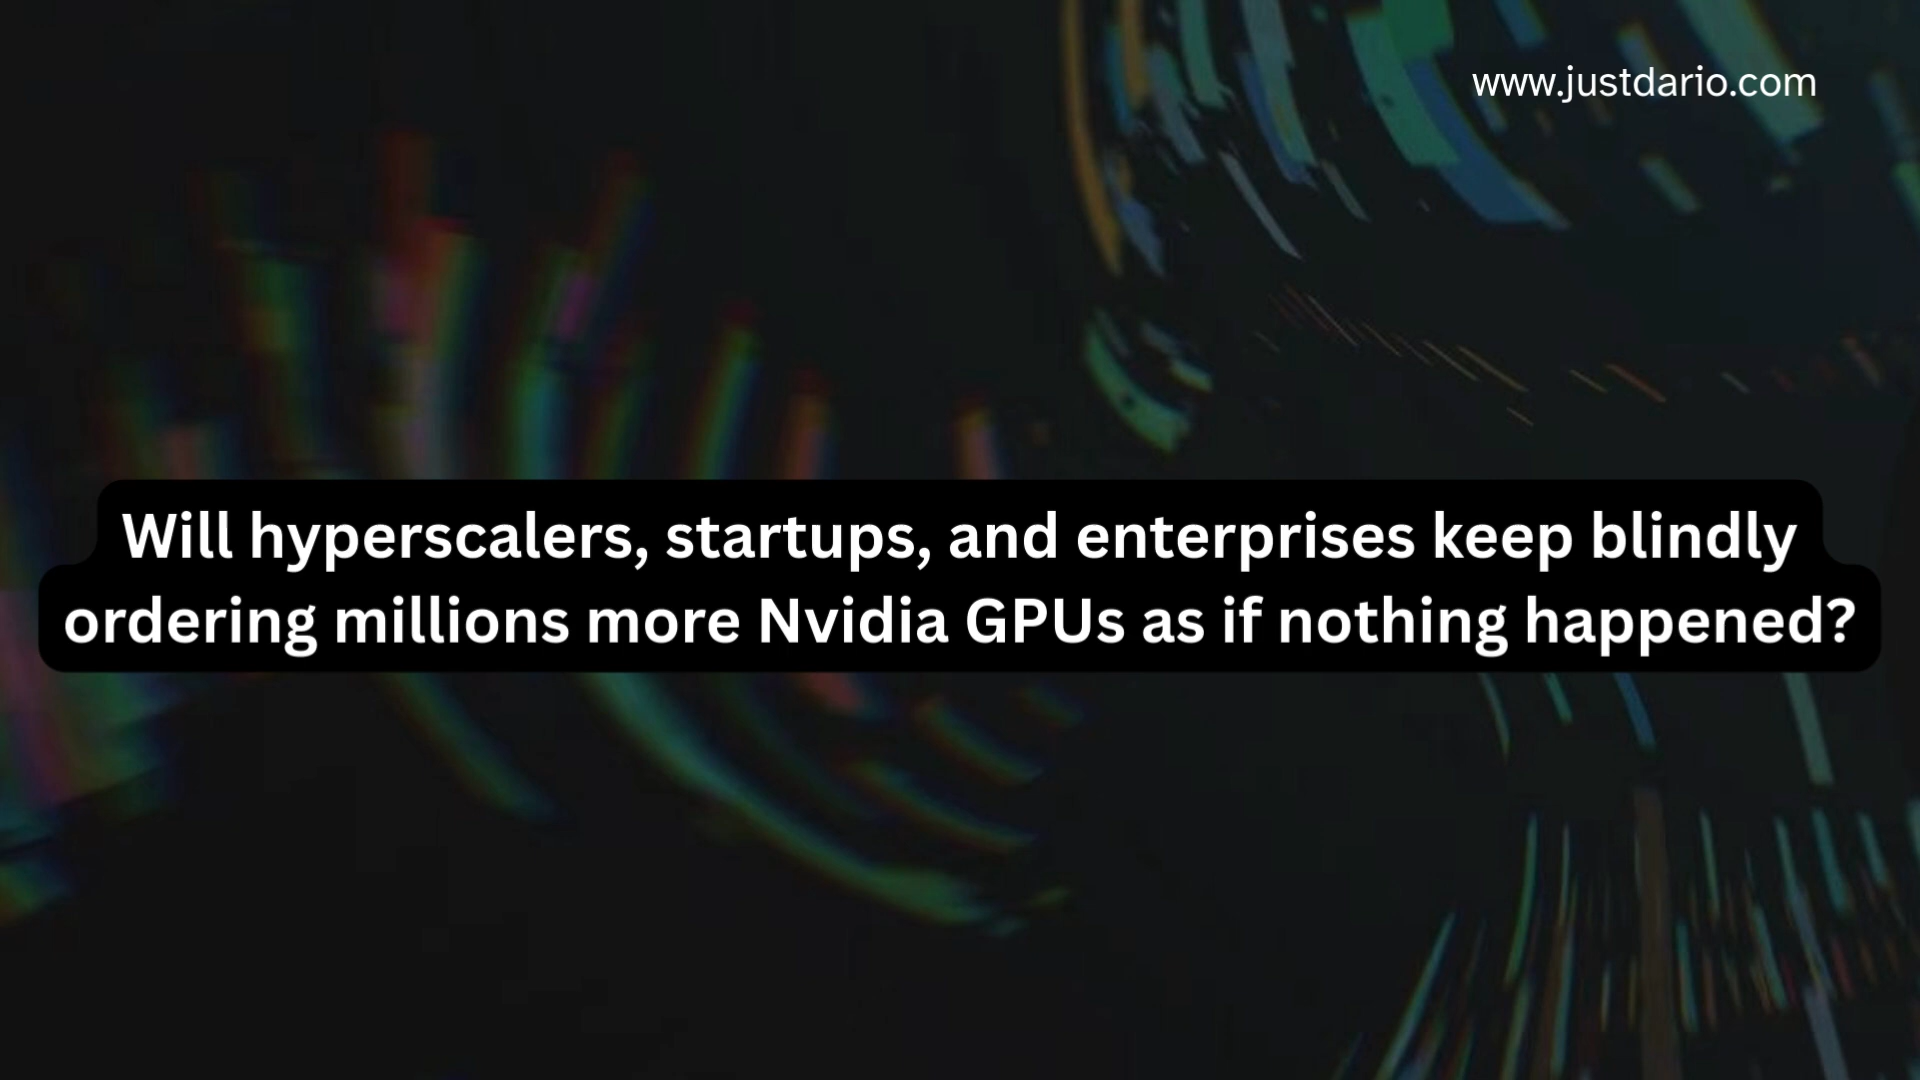 www.justdario.com
Will hyperscalers, startups, and enterprises keep blindly
ordering millions more Nvidia GPUs as if nothing happened?